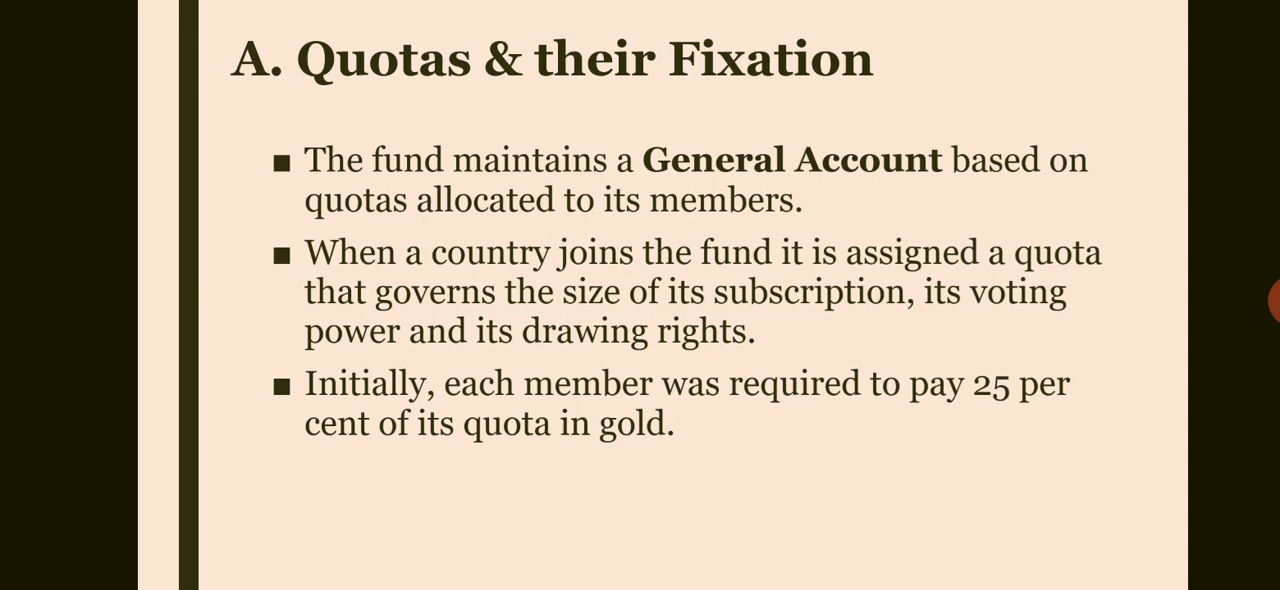 A. Quotas & their Fixation
■ The fund maintains a General Account based on
quotas allocated to its members.
■ When a country joins the fund it is assigned a quota
that governs the size of its subscription, its voting
power and its drawing rights.
■ Initially, each member was required to pay 25 per
cent of its quota in gold.